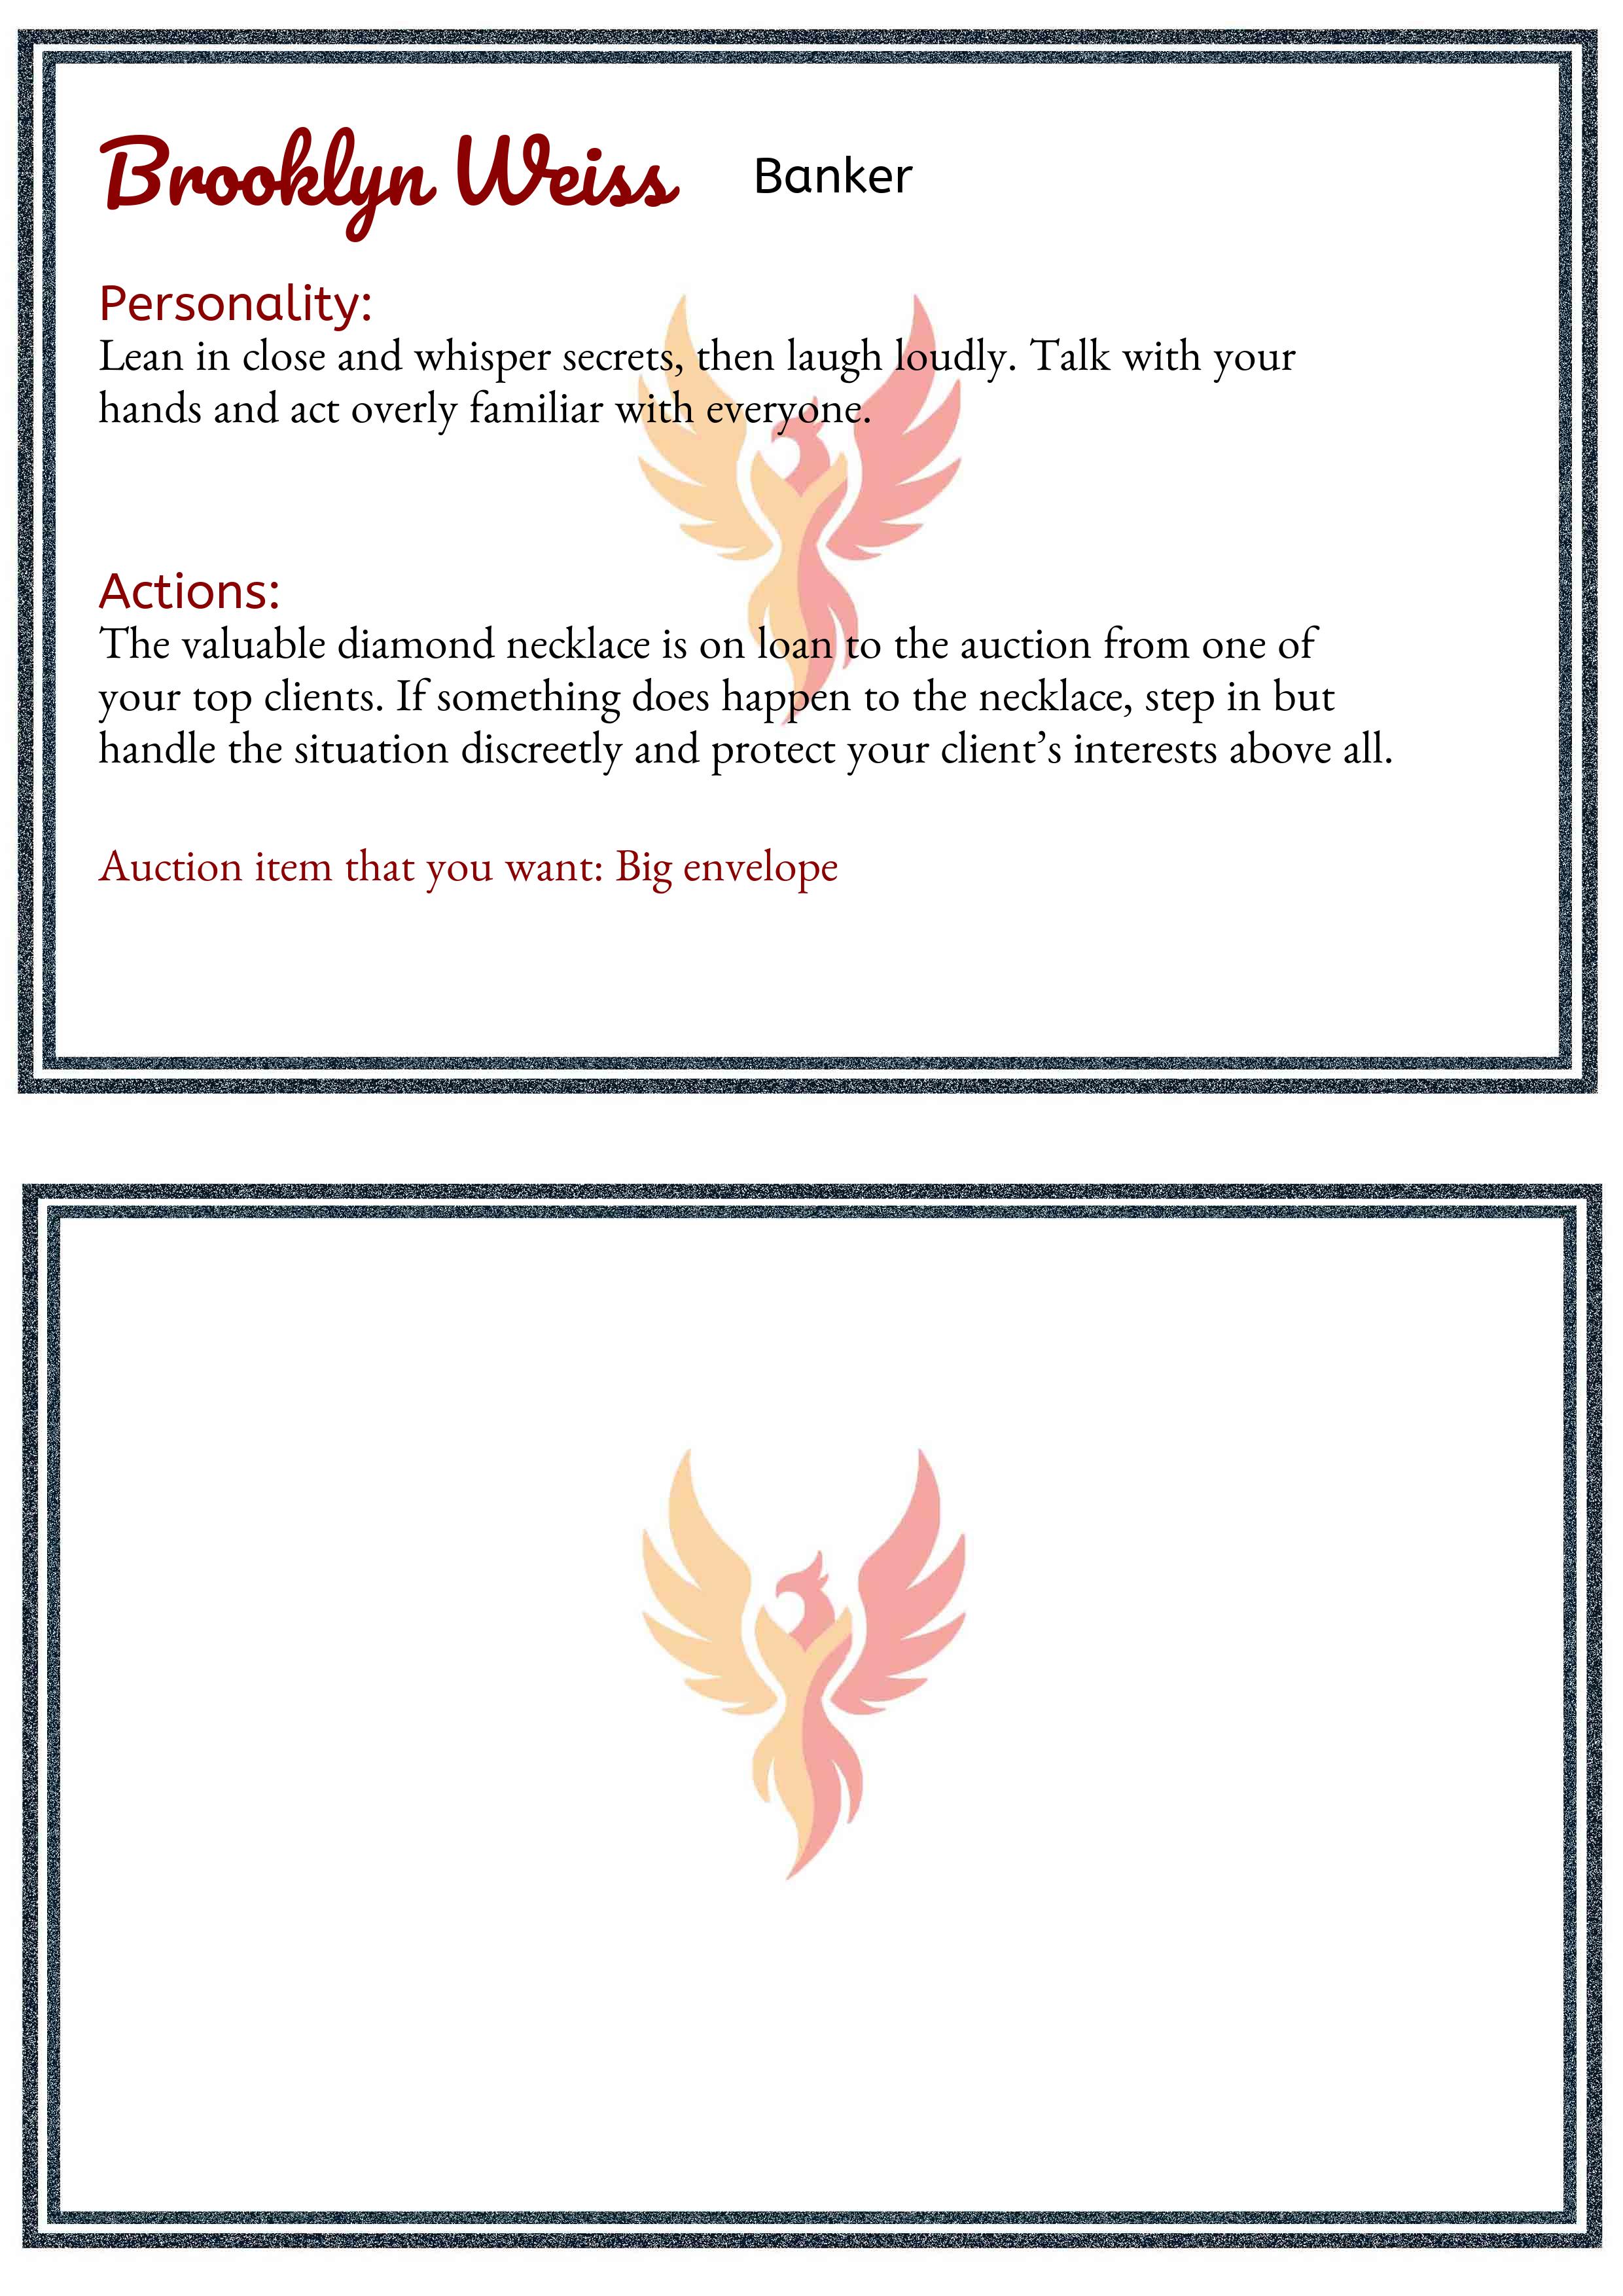 Brooklyn Weiss Banker
Personality:
Lean in close and whisper secrets, then laugh loudly. Talk with your
hands and act overly familiar with everyone.
Actions:
The valuable diamond necklace is on loan to the auction from one of
your top clients. If something does happen to the necklace, step in but
handle the situation discreetly and protect your client’s interests above all.
Auction item that you want: Big envelope